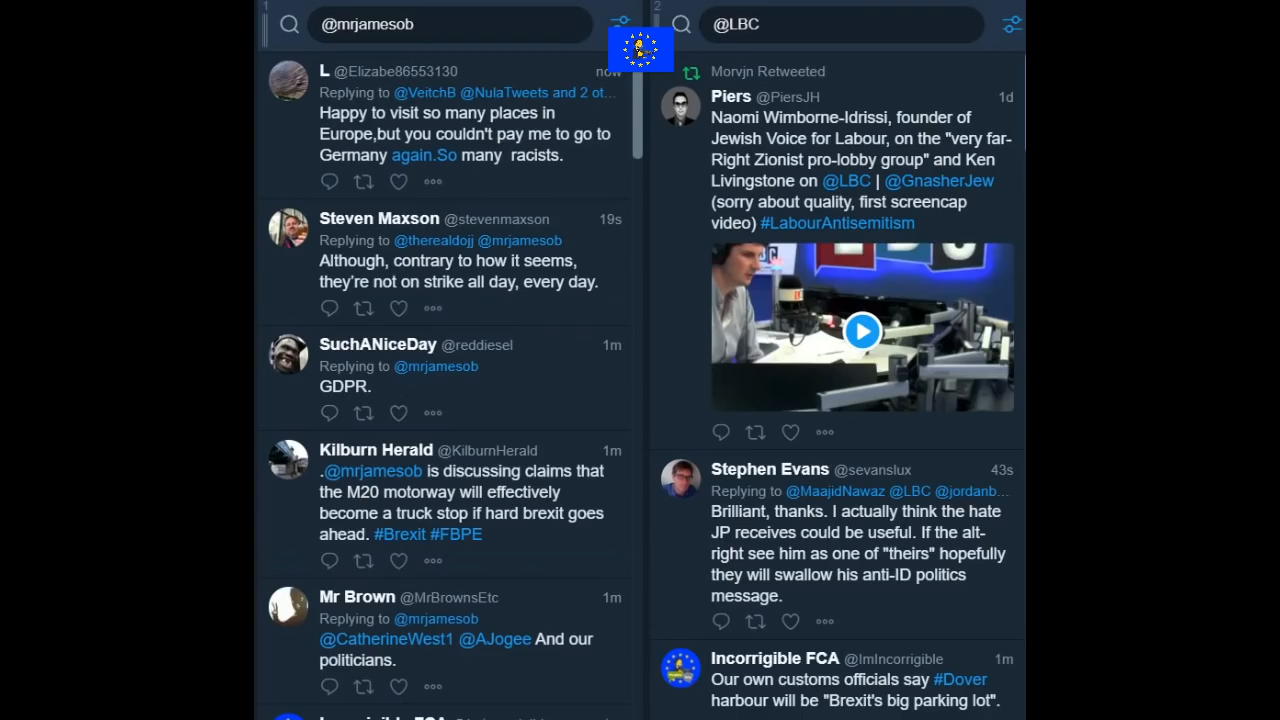 1
@mrjamesob
L @Elizabe86553130 now
Replying to @VeitchB @NulaTweets and 2 ot...
Happy to visit so many places in
Europe,but you couldn't pay me to go to
Germany again.So many racists.
Steven Maxson @stevenmaxson 19s
Replying to @therealdojj @mrjamesob
Although, contrary to how it seems,
they're not on strike all day, every day.
SuchANiceDay @reddiesel 1m
Replying to @mrjamesob
GDPR.
Kilburn Herald @KilburnHerald 1m
.@mrjamesob is discussing claims that
the M20 motorway will effectively
become a truck stop if hard brexit goes
ahead. #Brexit #FBPE
Mr Brown @MrBrownsEtc 1m
Replying to @mrjamesob
@CatherineWest1 @AJogee And our
politicians.
2
@LBC
Morvjn Retweeted
Piers @PiersJH 1d
Naomi Wimborne-Idrissi, founder of
Jewish Voice for Labour, on the "very far-
Right Zionist pro-lobby group" and Ken
Livingstone on @LBC | @GnasherJew
(sorry about quality, first screencap
video) #LabourAntisemitism
Stephen Evans @sevanslux 43s
Replying to @MaajidNawaz @LBC @jordanb...
Brilliant, thanks. I actually think the hate
JP receives could be useful. If the alt-
right see him as one of "theirs" hopefully
they will swallow his anti-ID politics
message.
Incorrigible FCA @ImIncorrigible 1m
Our own customs officials say #Dover
harbour will be "Brexit's big parking lot".